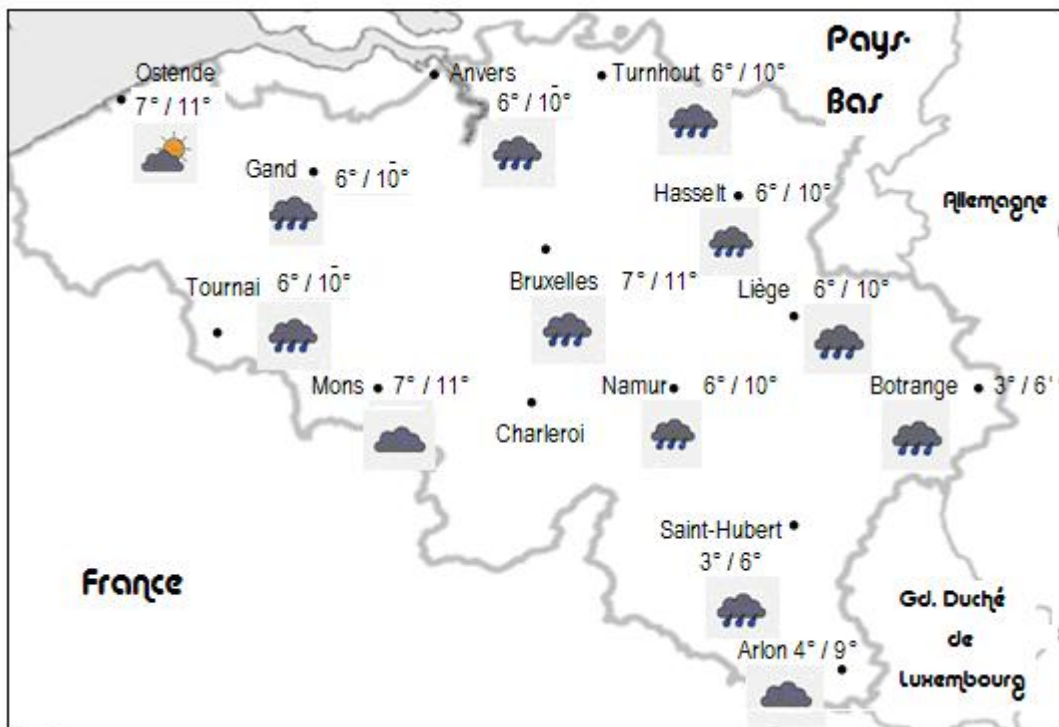 Pays-
Bas
Ostende
7° / 11°
Anvers
6° / 10°
Turnhout 6° / 10°
Gand 6° / 10°
Hasselt 6° / 10°
Allemagne
Tournai 6° / 10°
Bruxelles 7° / 11°
Liège 6° / 10°
Mons 7° / 11°
Charleroi
Namur 6° / 10°
Botrange 3° / 6°
Saint-Hubert
3° / 6°
France
Gd. Duché
de
Luxembourg
Arlon 4° / 9°